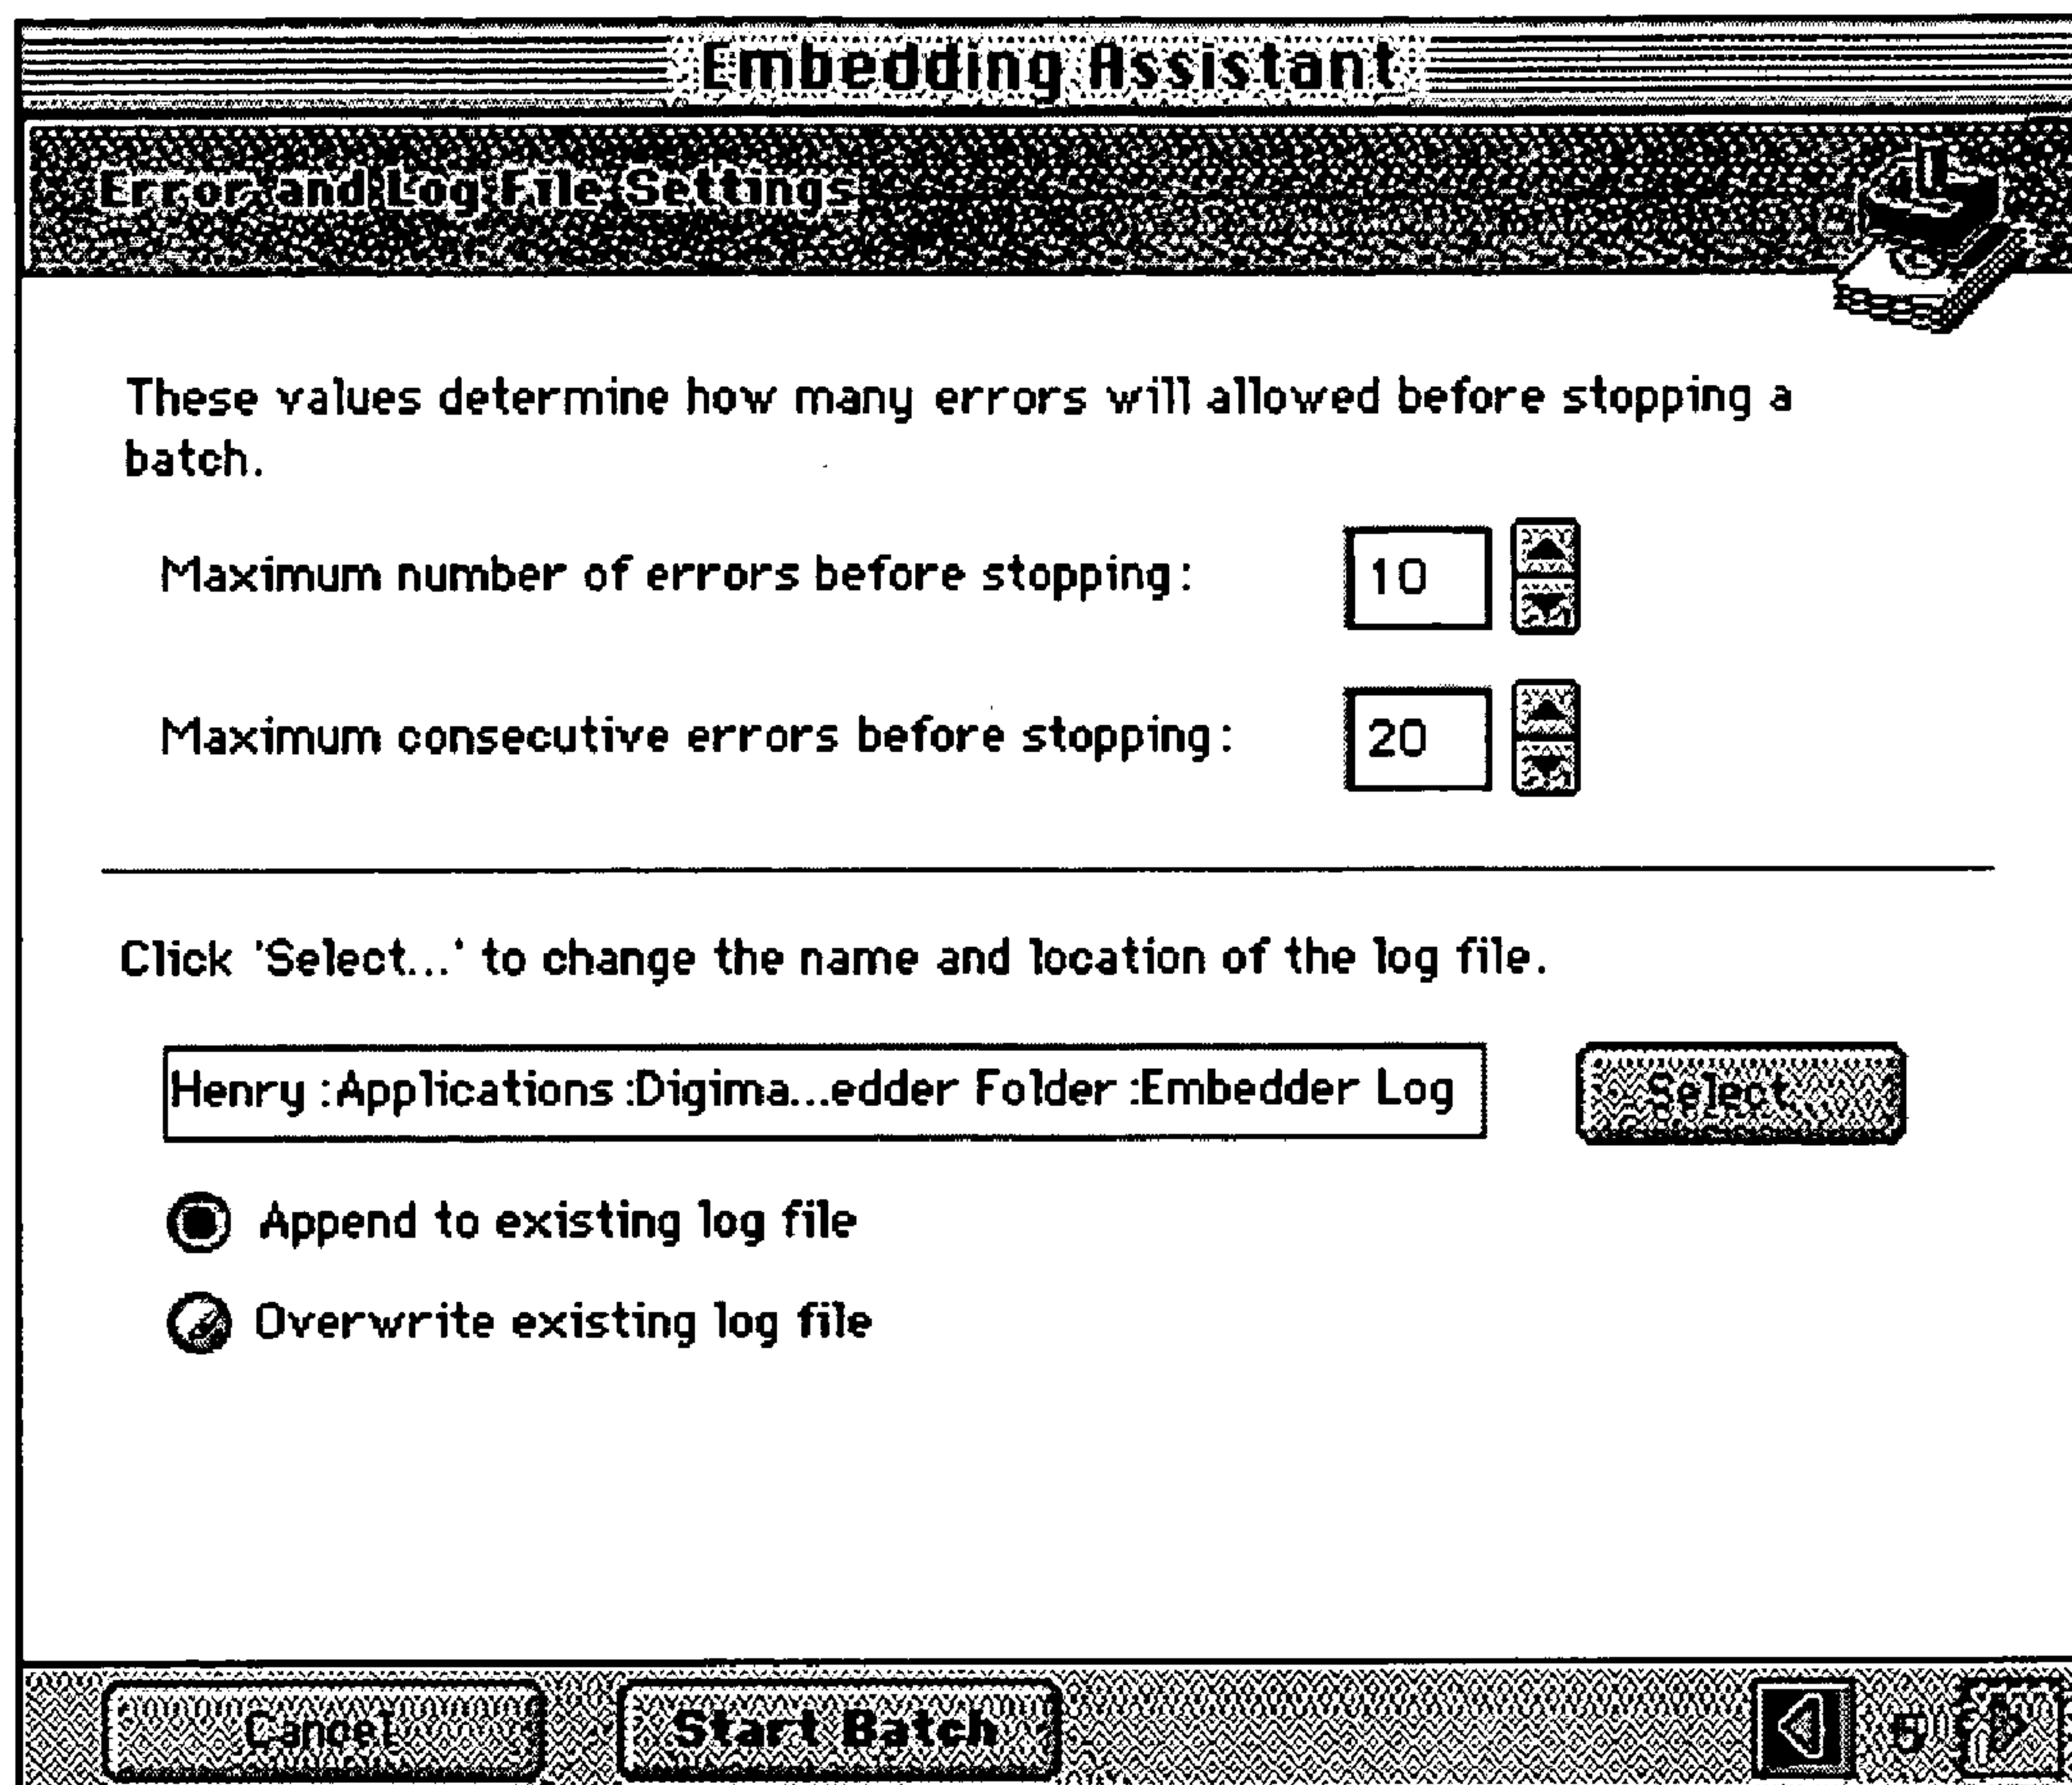 Embedding Assistant
Error and Log File Settings
These values determine how many errors will allowed before stopping a
batch.
Maximum number of errors before stopping: 10
Maximum consecutive errors before stopping: 20
Click 'Select...' to change the name and location of the log file.
Henry :Applications :Digima...edder Folder :Embedder Log Select...
Append to existing log file
Overwrite existing log file
Cancel Start Batch 5